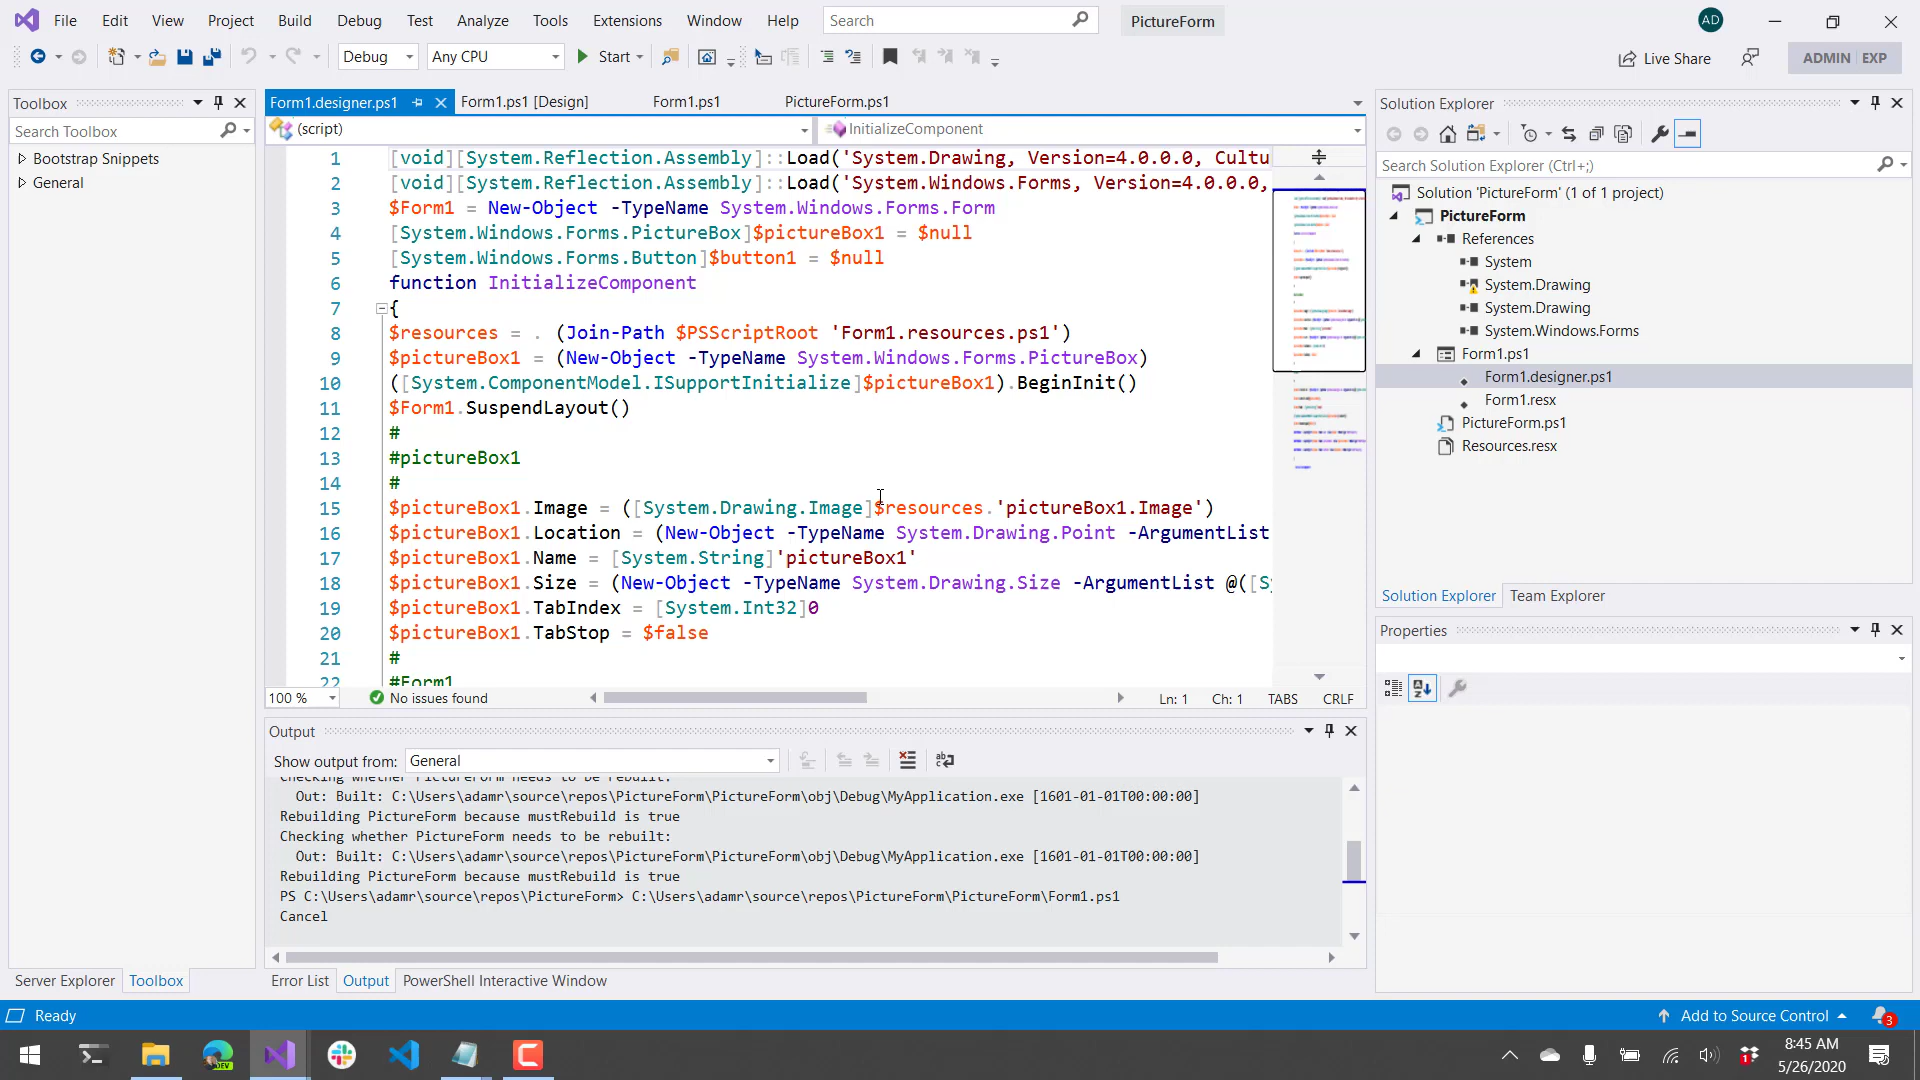 File Edit View Project Build Debug Test Analyze Tools Extensions Window Help Search PictureForm AD
Debug Any CPU Start Live Share ADMIN EXP
Toolbox
Search Toolbox
Bootstrap Snippets
General
Form1.designer.ps1 Form1.ps1 [Design] Form1.ps1 PictureForm.ps1
(script) InitializeComponent
1 [void][System.Reflection.Assembly]::Load('System.Drawing, Version=4.0.0.0, Cultu
2 [void][System.Reflection.Assembly]::Load('System.Windows.Forms, Version=4.0.0.0,
3 $Form1 = New-Object -TypeName System.Windows.Forms.Form
4 [System.Windows.Forms.PictureBox]$pictureBox1 = $null
5 [System.Windows.Forms.Button]$button1 = $null
6 function InitializeComponent
7 {
8 $resources = . (Join-Path $PSScriptRoot 'Form1.resources.ps1')
9 $pictureBox1 = (New-Object -TypeName System.Windows.Forms.PictureBox)
10 ([System.ComponentModel.ISupportInitialize]$pictureBox1).BeginInit()
11 $Form1.SuspendLayout()
12 #
13 #pictureBox1
14 #
15 $pictureBox1.Image = ([System.Drawing.Image]$resources.'pictureBox1.Image')
16 $pictureBox1.Location = (New-Object -TypeName System.Drawing.Point -ArgumentList
17 $pictureBox1.Name = [System.String]'pictureBox1'
18 $pictureBox1.Size = (New-Object -TypeName System.Drawing.Size -ArgumentList @([S
19 $pictureBox1.TabIndex = [System.Int32]0
20 $pictureBox1.TabStop = $false
21 #
22 #Form1
100 % No issues found Ln: 1 Ch: 1 TABS CRLF
Output
Show output from: General
Checking whether PictureForm needs to be rebuilt:
Out: Built: C:\Users\adamr\source\repos\PictureForm\PictureForm\obj\Debug\MyApplication.exe [1601-01-01T00:00:00]
Rebuilding PictureForm because mustRebuild is true
Checking whether PictureForm needs to be rebuilt:
Out: Built: C:\Users\adamr\source\repos\PictureForm\PictureForm\obj\Debug\MyApplication.exe [1601-01-01T00:00:00]
Rebuilding PictureForm because mustRebuild is true
PS C:\Users\adamr\source\repos\PictureForm> C:\Users\adamr\source\repos\PictureForm\PictureForm\Form1.ps1
Cancel
Server Explorer Toolbox Error List Output PowerShell Interactive Window
Solution Explorer
Search Solution Explorer (Ctrl+;)
Solution 'PictureForm' (1 of 1 project)
PictureForm
References
System
System.Drawing
System.Drawing
System.Windows.Forms
Form1.ps1
Form1.designer.ps1
Form1.resx
PictureForm.ps1
Resources.resx
Solution Explorer Team Explorer
Properties
Ready Add to Source Control 3
DEV
8:45 AM
5/26/2020